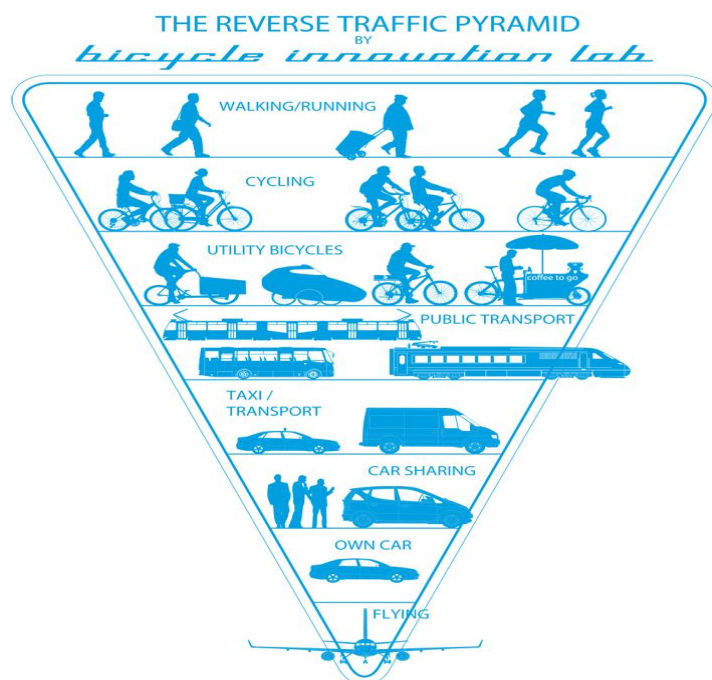 THE REVERSE TRAFFIC PYRAMID
BY
bicycle innovation lab
WALKING/RUNNING
CYCLING
UTILITY BICYCLES
coffee to go
PUBLIC TRANSPORT
TAXI /
TRANSPORT
CAR SHARING
OWN CAR
FLYING